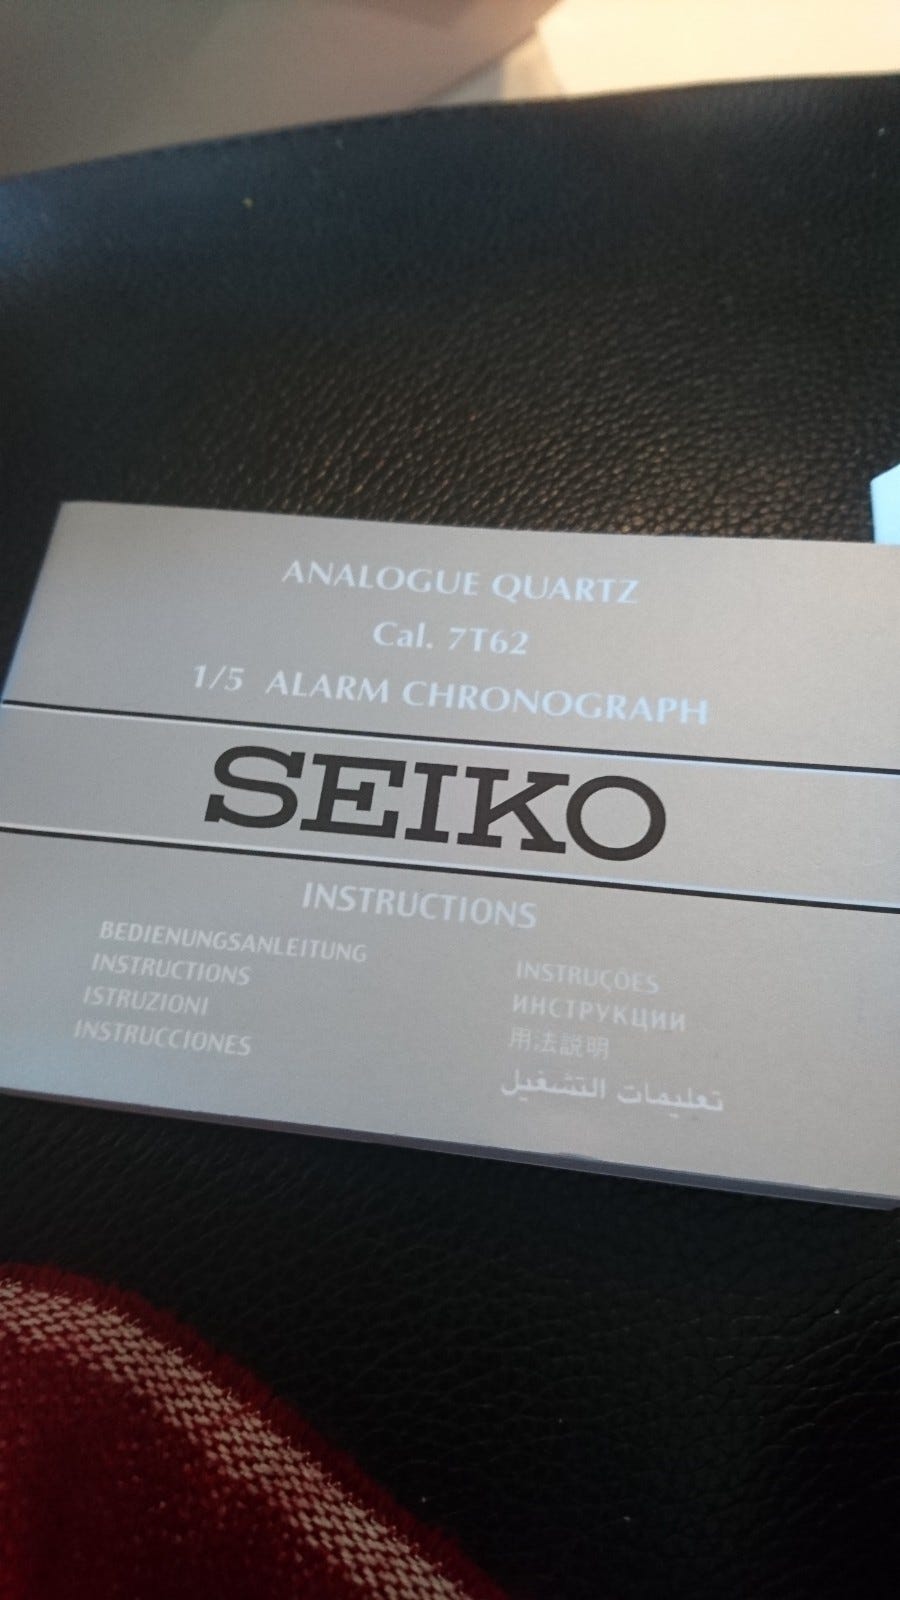 ANALOGUE QUARTZ
Cal. 7T62
1/5 ALARM CHRONOGRAPH
SEIKO
INSTRUCTIONS
BEDIENUNGSANLEITUNG
INSTRUCTIONS
ISTRUZIONI
INSTRUCCIONES
INSTRUÇÕES
ИНСТРУКЦИИ
用法説明
تعليمات التشغيل